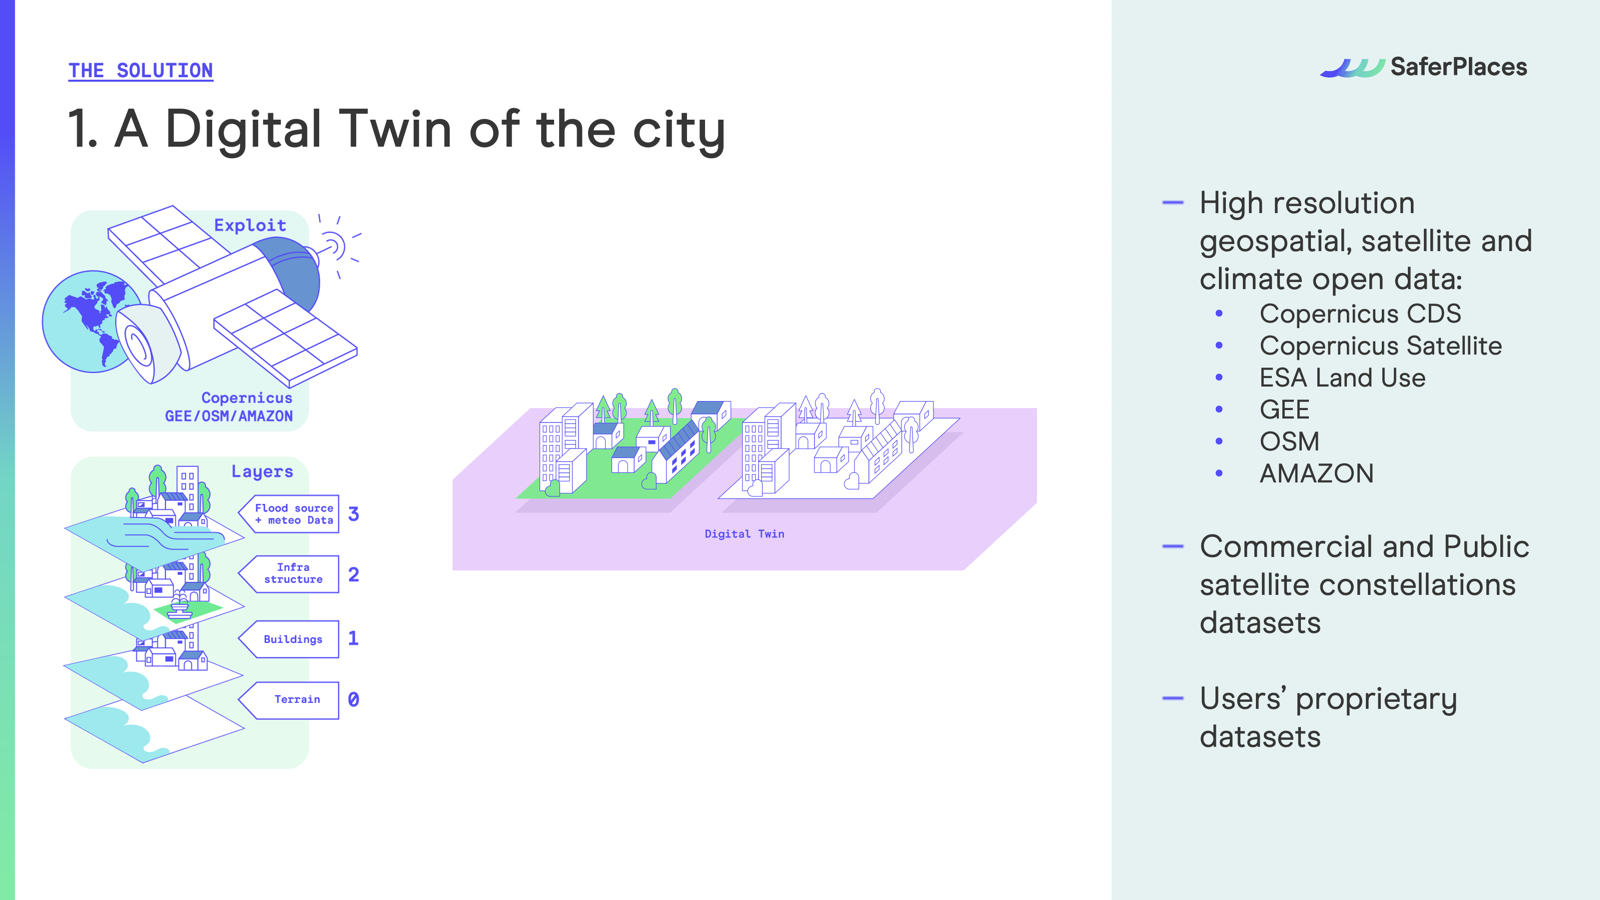 THE SOLUTION
1. A Digital Twin of the city
Exploit
Copernicus
GEE/OSM/AMAZON
Layers
Flood source
+ meteo Data
3
Infra
structure
2
Buildings
1
Terrain
0
Digital Twin
SaferPlaces
– High resolution
geospatial, satellite and
climate open data:
• Copernicus CDS
• Copernicus Satellite
• ESA Land Use
• GEE
• OSM
• AMAZON
– Commercial and Public
satellite constellations
datasets
– Users’ proprietary
datasets